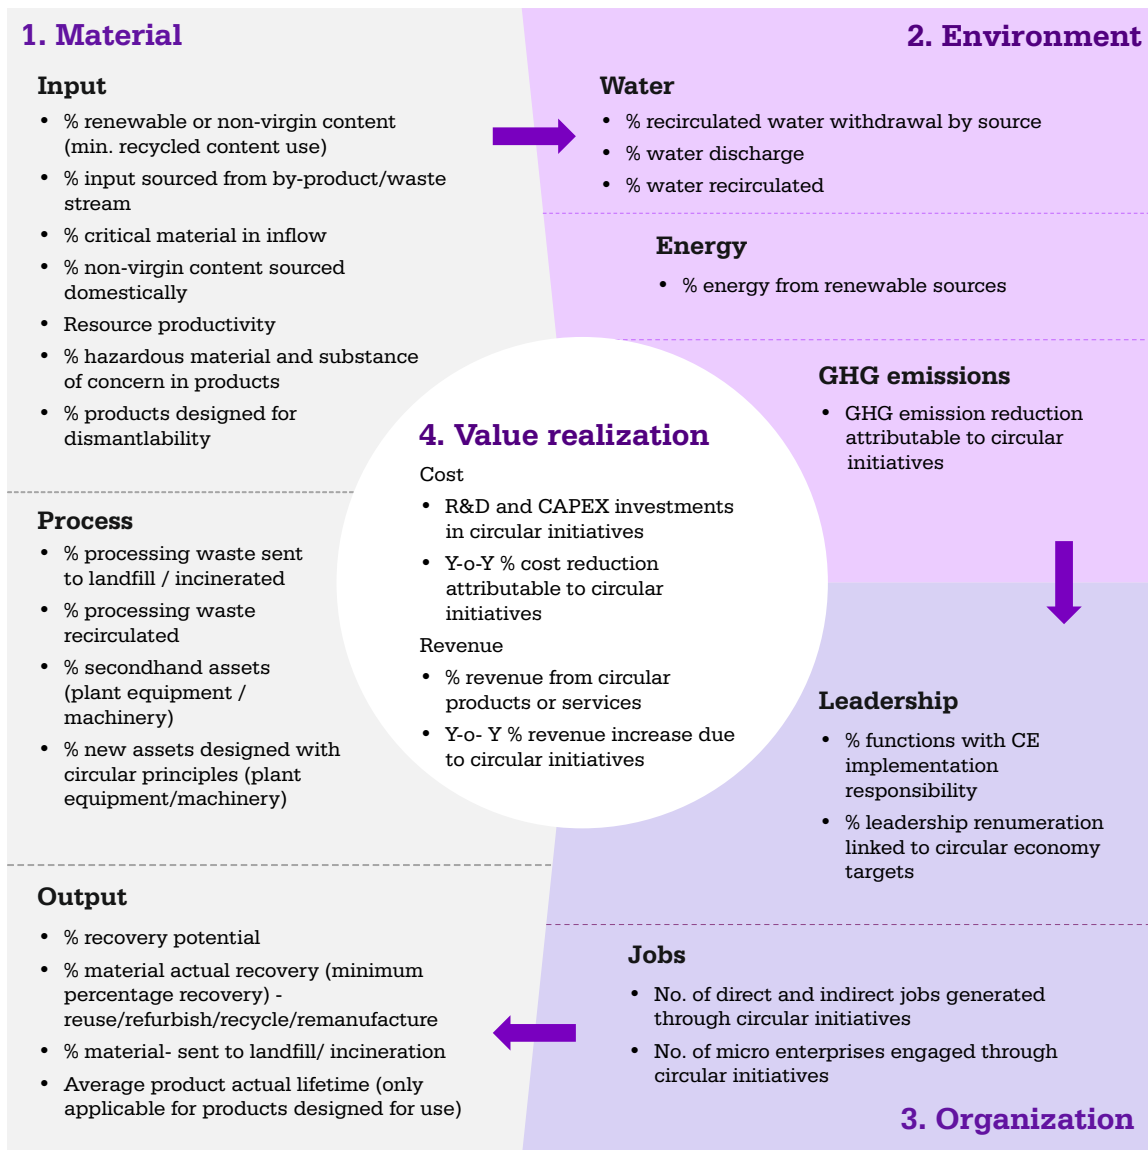 1. Material
Input
• % renewable or non-virgin content
(min. recycled content use)
• % input sourced from by-product/waste
stream
• % critical material in inflow
• % non-virgin content sourced
domestically
• Resource productivity
• % hazardous material and substance
of concern in products
• % products designed for
dismantlability
Process
• % processing waste sent
to landfill / incinerated
• % processing waste
recirculated
• % secondhand assets
(plant equipment /
machinery)
• % new assets designed with
circular principles (plant
equipment/machinery)
Output
• % recovery potential
• % material actual recovery (minimum
percentage recovery) -
reuse/refurbish/recycle/remanufacture
• % material- sent to landfill/ incineration
• Average product actual lifetime (only
applicable for products designed for use)
2. Environment
Water
• % recirculated water withdrawal by source
• % water discharge
• % water recirculated
Energy
• % energy from renewable sources
GHG emissions
• GHG emission reduction
attributable to circular
initiatives
Leadership
• % functions with CE
implementation
responsibility
• % leadership renumeration
linked to circular economy
targets
Jobs
• No. of direct and indirect jobs generated
through circular initiatives
• No. of micro enterprises engaged through
circular initiatives
3. Organization
4. Value realization
Cost
• R&D and CAPEX investments
in circular initiatives
• Y-o-Y % cost reduction
attributable to circular
initiatives
Revenue
• % revenue from circular
products or services
• Y-o- Y % revenue increase due
to circular initiatives